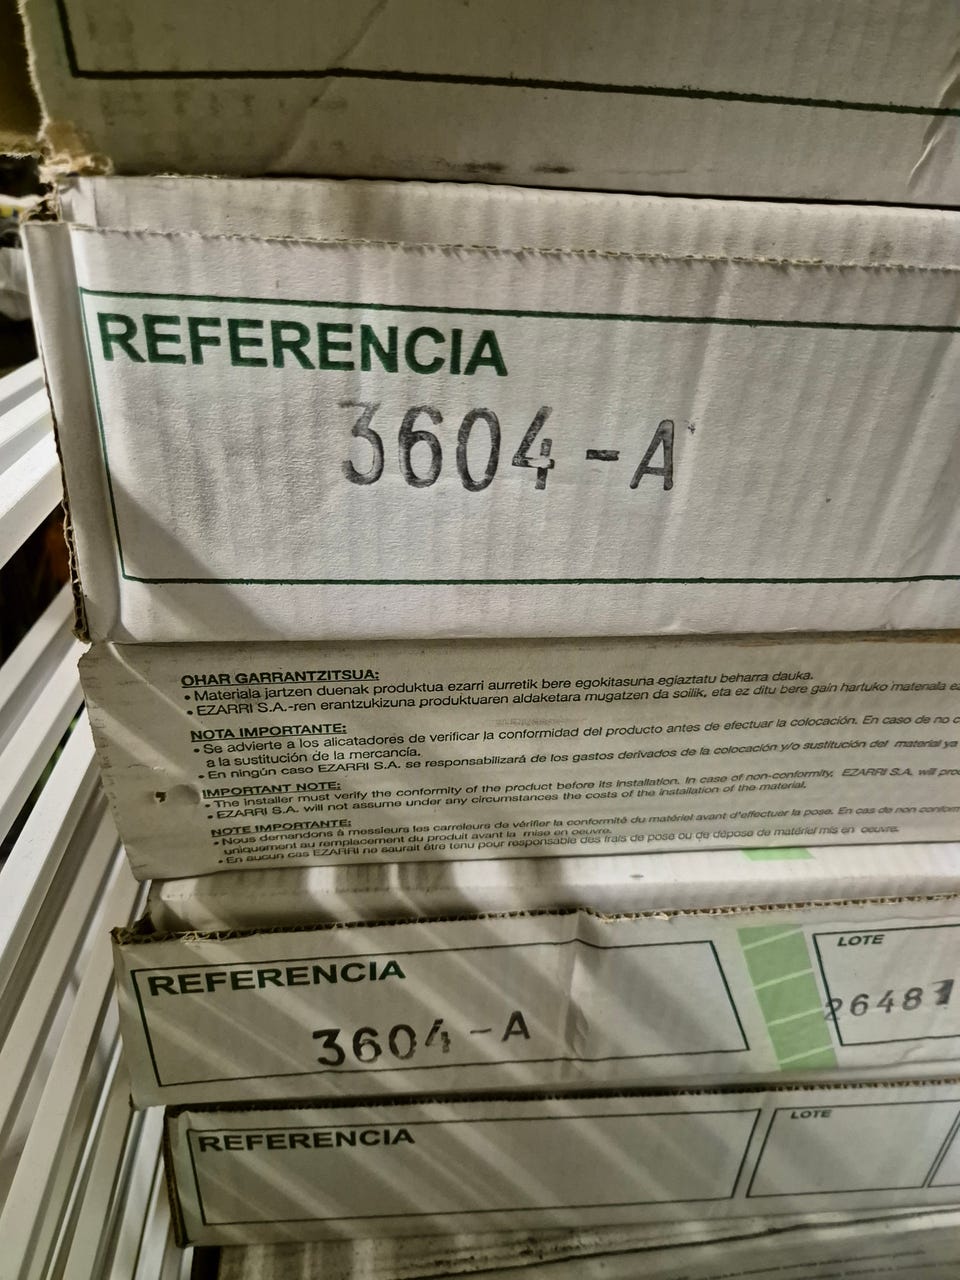 REFERENCIA
3604-A
OHAR GARRANTZITSUA:
• Materiala jartzen duenak produktua ezarri aurretik bere egokitasuna egiaztatu beharra dauka.
• EZARRI S.A.-ren erantzukizuna produktuaren aldaketara mugatzen da soilik, eta ez ditu bere gain hartuko materiala
NOTA IMPORTANTE:
• Se advierte a los alicatadores de verificar la conformidad del producto antes de efectuar la colocación. En caso de no
a la sustitución de la mercancía.
• En ningún caso EZARRI S.A. se responsabilizará de los gastos derivados de la colocación y/o sustitución del material ya
IMPORTANT NOTE:
• The installer must verify the conformity of the product before its installation. In case of non-conformity, EZARRI S.A. will
• EZARRI S.A. will not assume under any circumstances the costs of the installation of the material.
NOTE IMPORTANTE:
• Nous demandons à messieurs les carreleurs de vérifier la conformité du matériel avant d'effectuer la pose. En cas de non
uniquement au remplacement du produit avant la mise en oeuvre.
• En aucun cas EZARRI ne saurait être tenu pour responsable des frais de pose ou de dépose de matériel mis en oeuvre.
REFERENCIA
3604-A
LOTE
REFERENCIA
LOTE